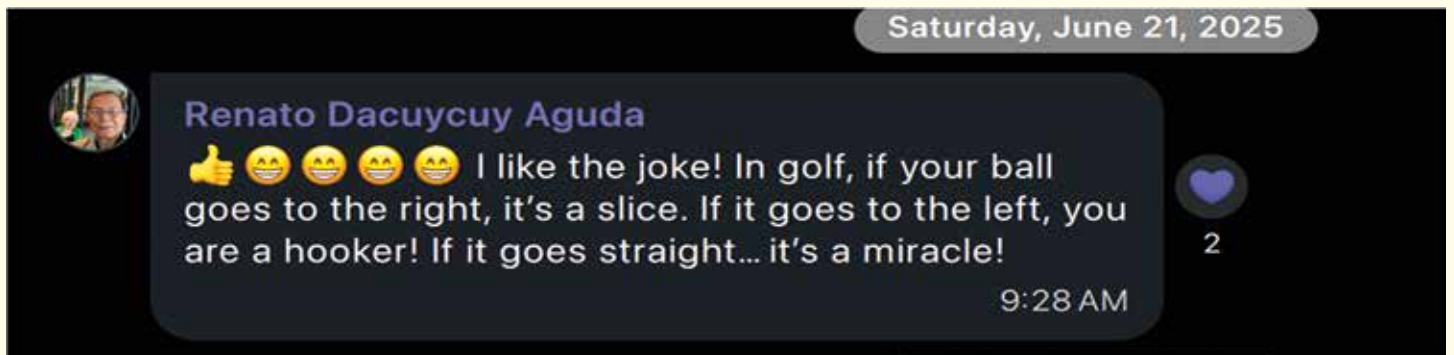 Saturday, June 21, 2025
Renato Dacuycuy Aguda
👍😁😁😁😁 I like the joke! In golf, if your ball
goes to the right, it's a slice. If it goes to the left, you
are a hooker! If it goes straight... it's a miracle!
9:28 AM
2